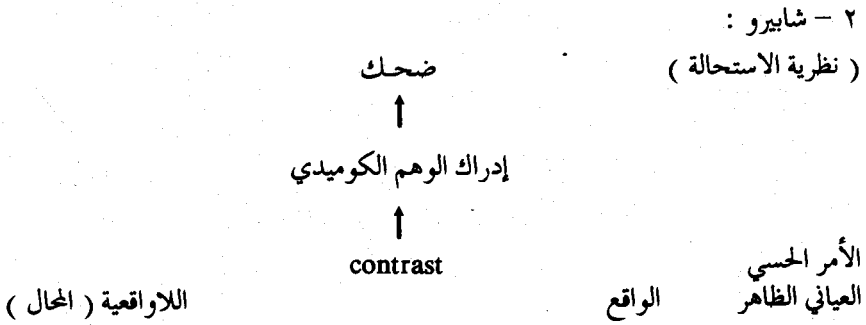 ٢ – شابيرو :
( نظرية الاستحالة ) ضحك
↑
إدراك الوهم الكوميدي
↑
الأمر الحسي contrast
العياني الظاهر الواقع اللاواقعية ( المحال )